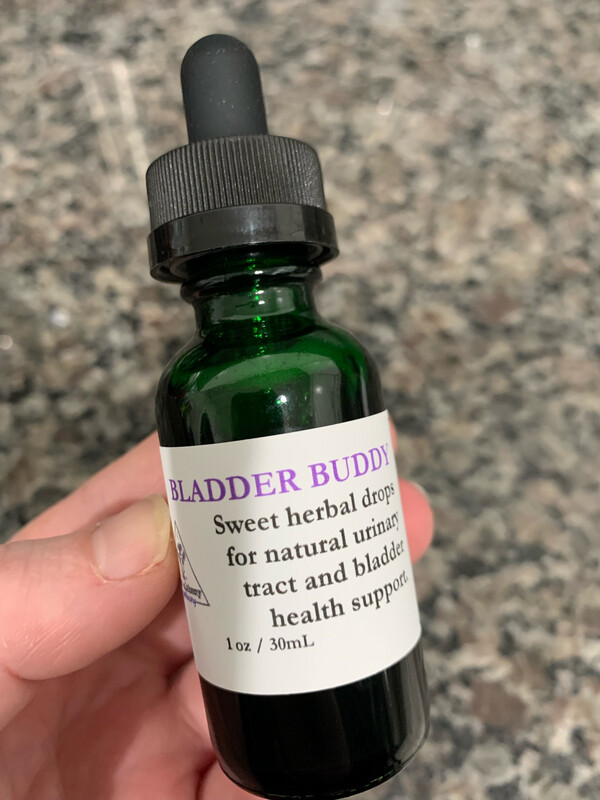 BLADDER BUDDY
Sweet herbal drops
for natural urinary
tract and bladder
health support.
1 oz / 30mL